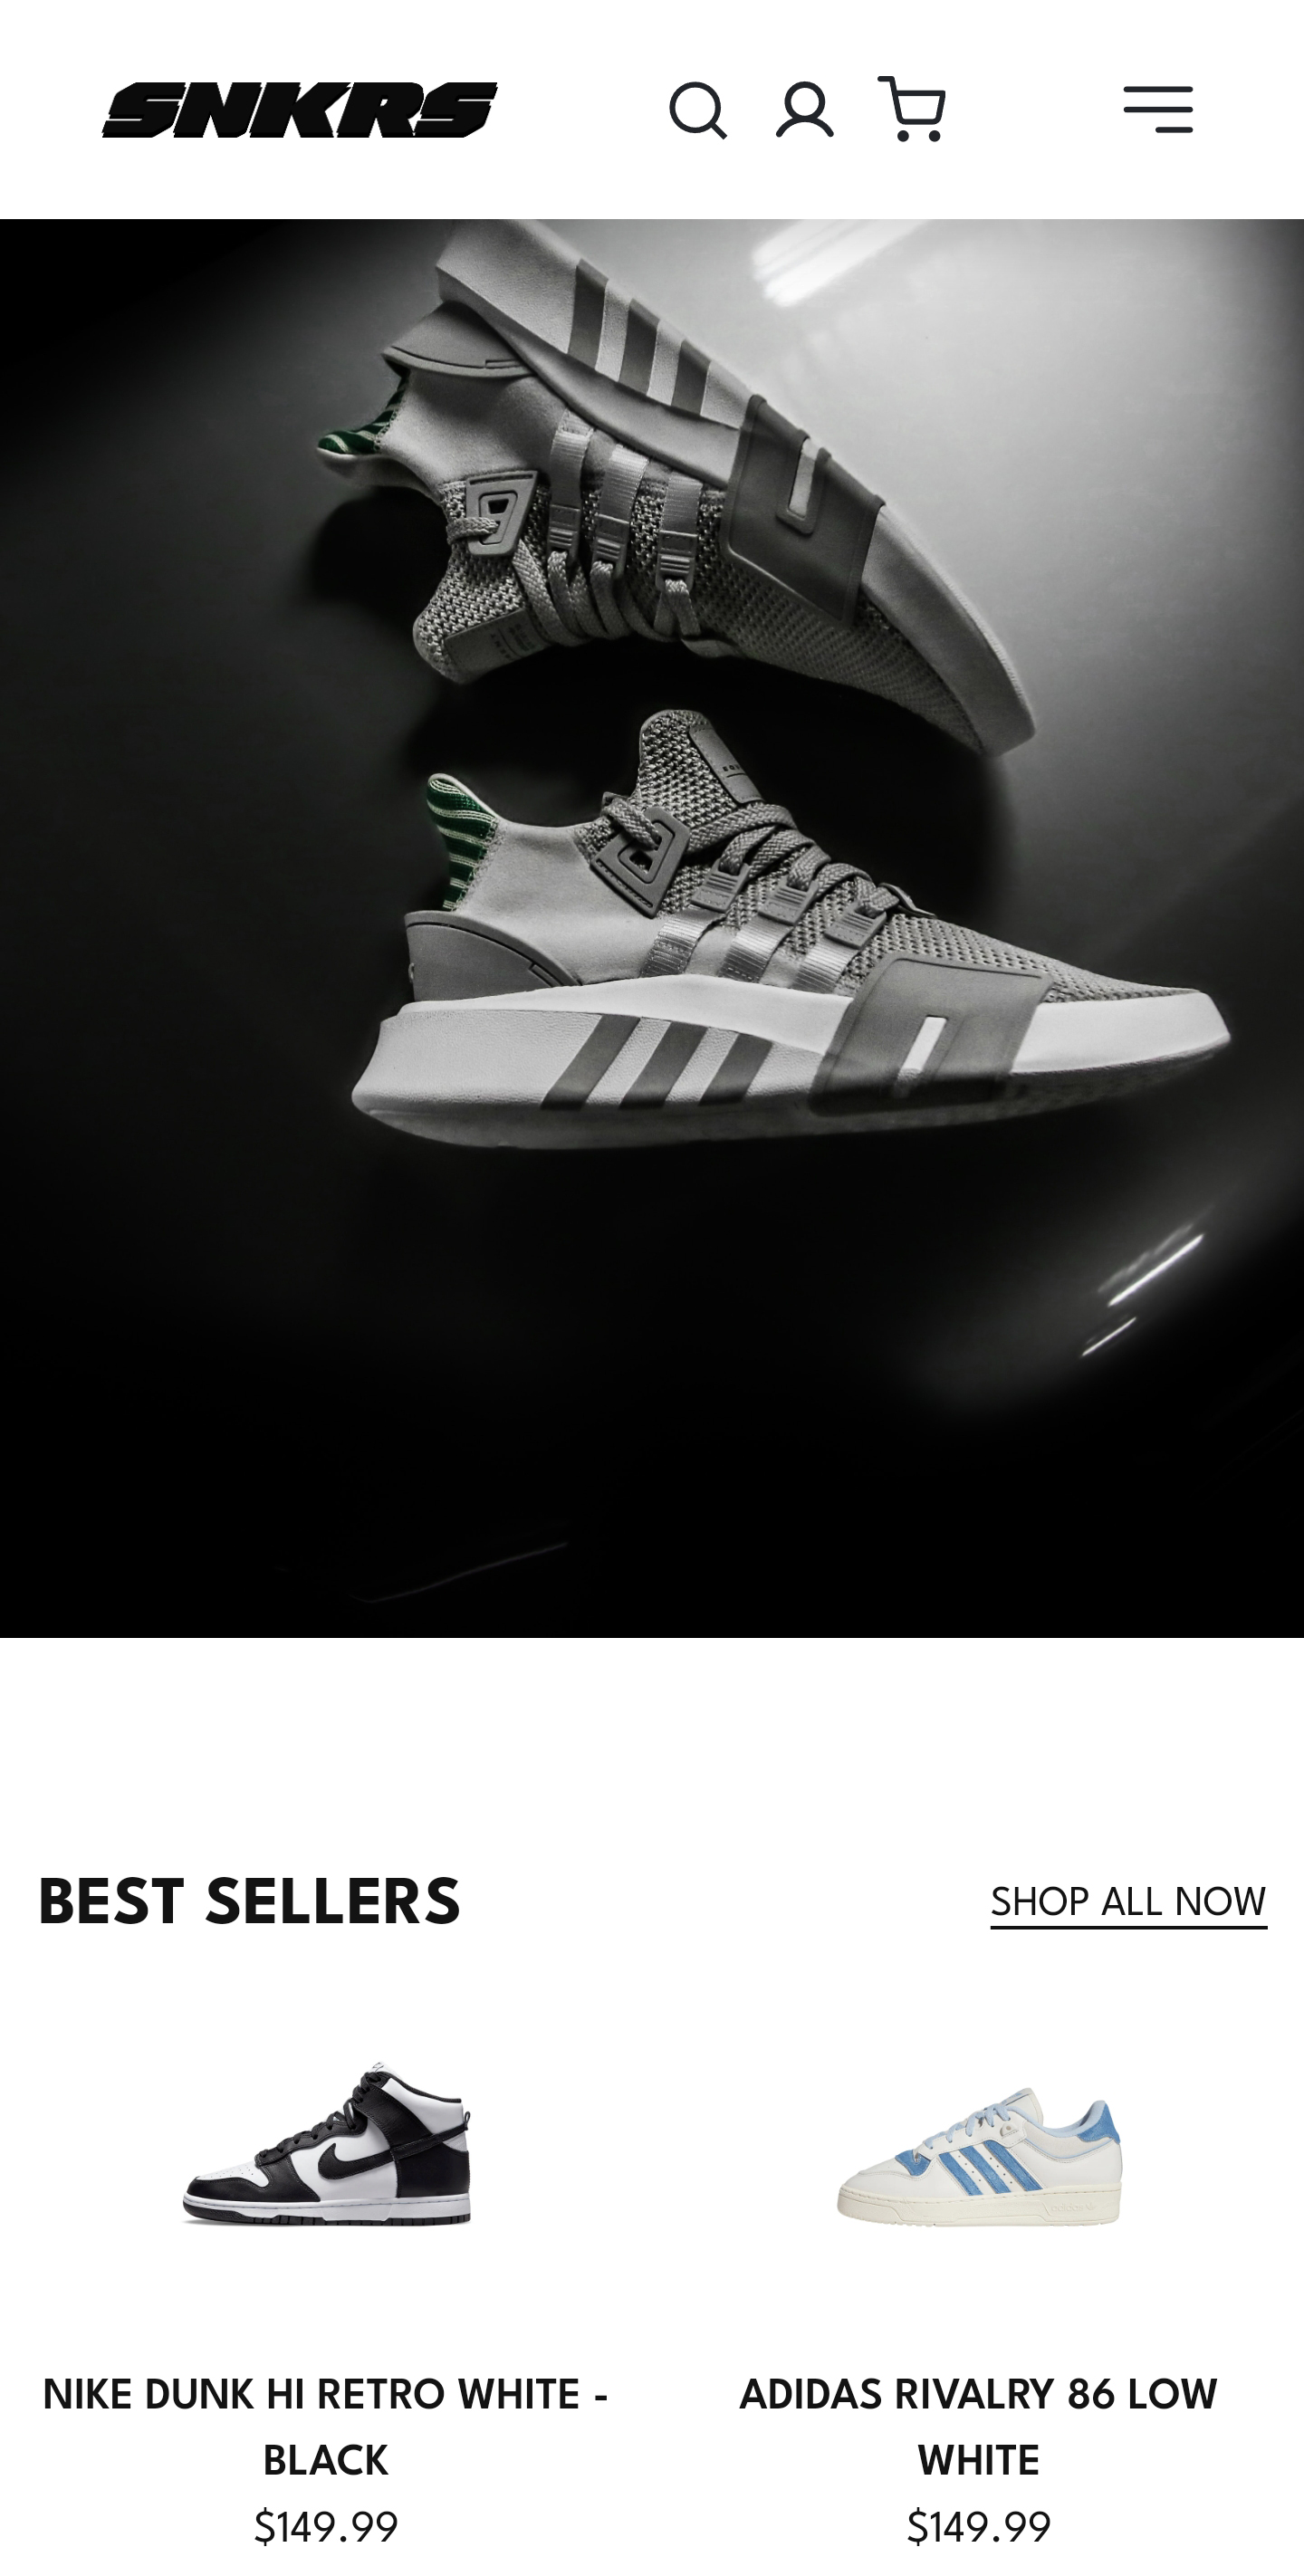 SNKRS
BEST SELLERS
SHOP ALL NOW
NIKE DUNK HI RETRO WHITE -
BLACK
$149.99
ADIDAS RIVALRY 86 LOW
WHITE
$149.99